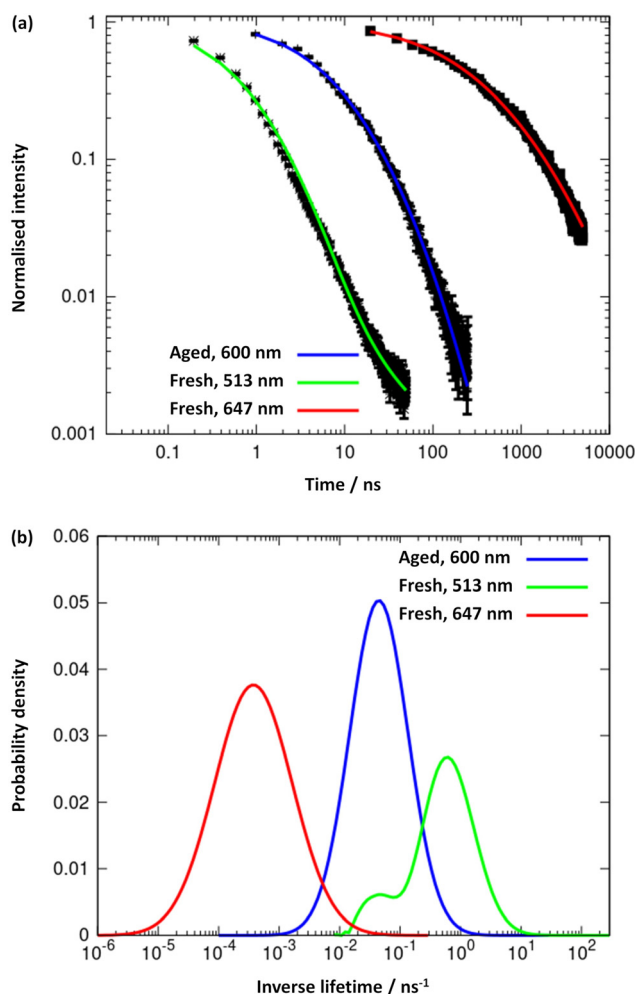 (a)
1
0.1
0.01
0.001
Normalised intensity
Aged, 600 nm
Fresh, 513 nm
Fresh, 647 nm
0.1 1 10 100 1000 10000
Time / ns
(b)
0.06
0.05
0.04
0.03
0.02
0.01
0
Probability density
Aged, 600 nm
Fresh, 513 nm
Fresh, 647 nm
10-6 10-5 10-4 10-3 10-2 10-1 100 101 102
Inverse lifetime / ns-1